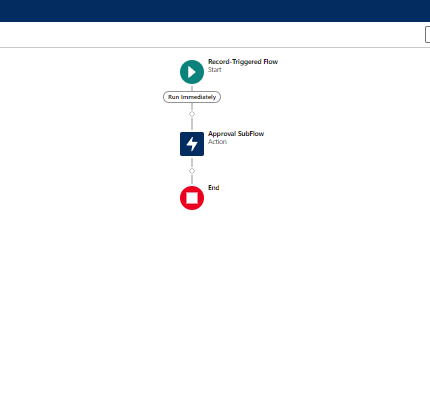 Record-Triggered Flow
Start
Run Immediately
Approval SubFlow
Action
End